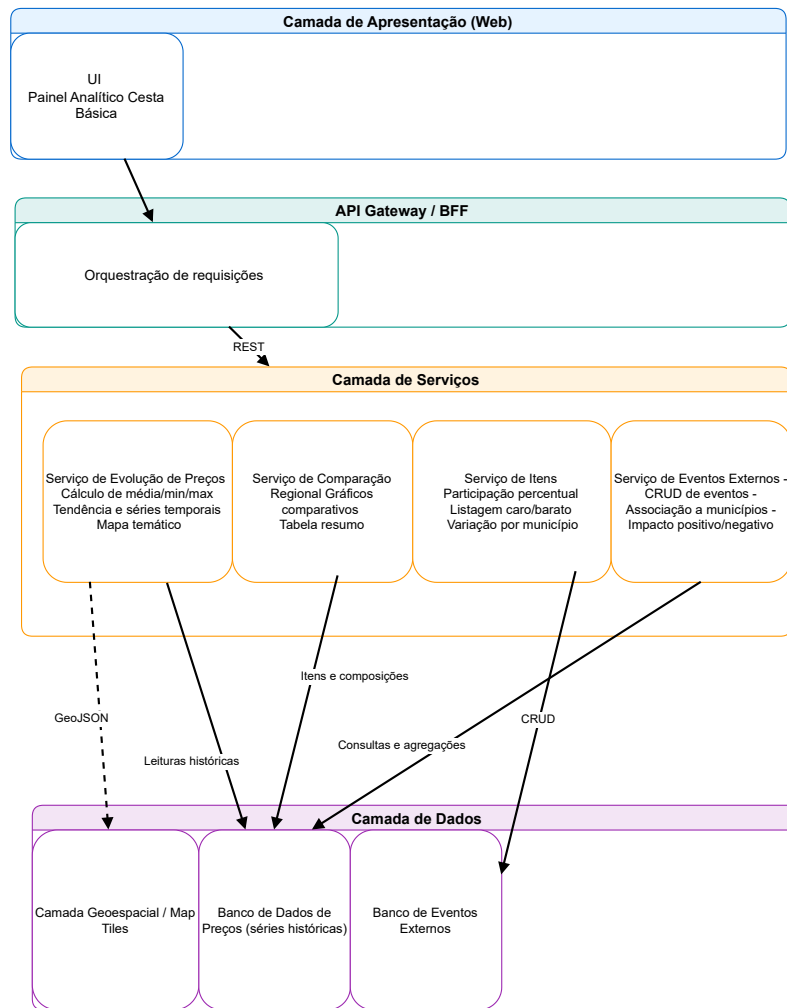 Camada de Apresentação (Web)
UI
Painel Analítico Cesta
Básica
API Gateway / BFF
Orquestração de requisições
REST
Camada de Serviços
Serviço de Evolução de Preços
Cálculo de média/min/max
Tendência e séries temporais
Mapa temático
Serviço de Comparação
Regional Gráficos
comparativos
Tabela resumo
Serviço de Itens
Participação percentual
Listagem caro/barato
Variação por município
Serviço de Eventos Externos -
CRUD de eventos -
Associação a municípios -
Impacto positivo/negativo
Itens e composições
GeoJSON
CRUD
Consultas e agregações
Leituras históricas
Camada de Dados
Camada Geoespacial / Map
Tiles
Banco de Dados de
Preços (séries históricas)
Banco de Eventos
Externos